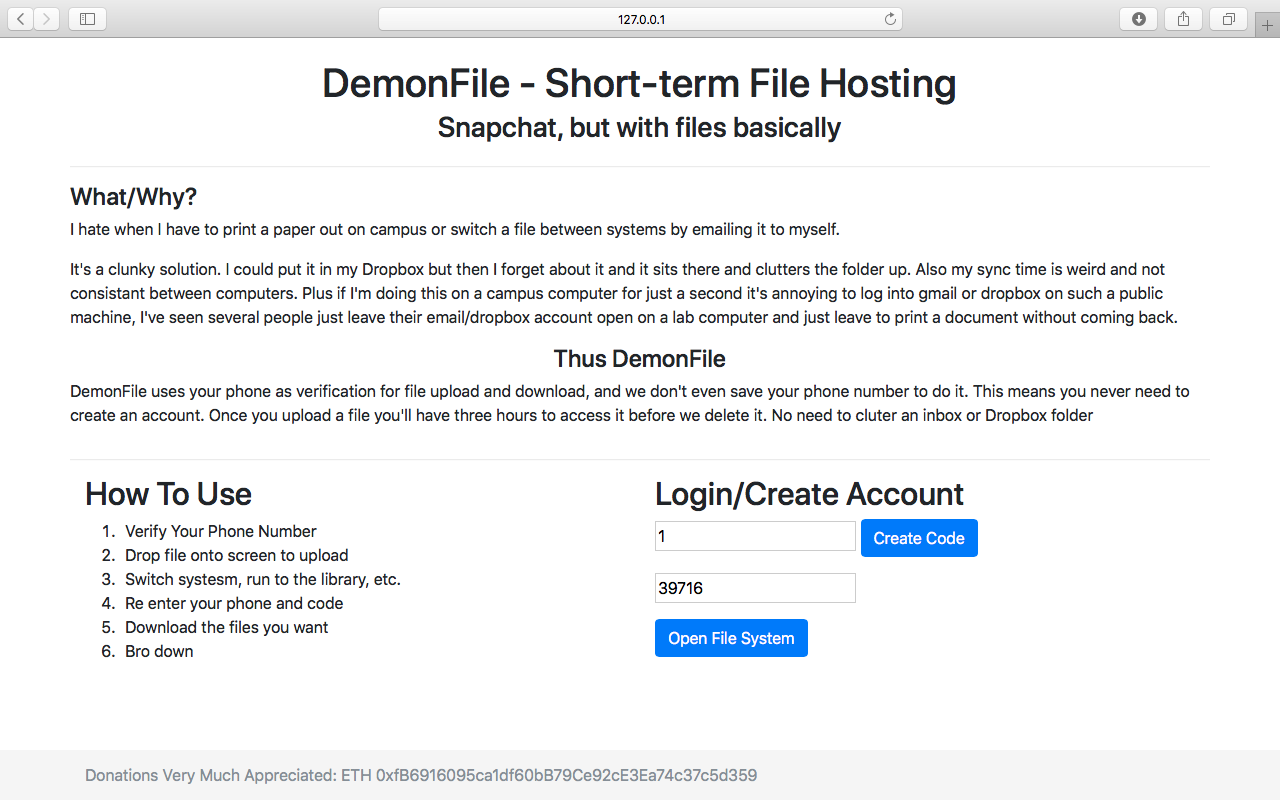 127.0.0.1
DemonFile - Short-term File Hosting
Snapchat, but with files basically
What/Why?
I hate when I have to print a paper out on campus or switch a file between systems by emailing it to myself.
It's a clunky solution. I could put it in my Dropbox but then I forget about it and it sits there and clutters the folder up. Also my sync time is weird and not
consistant between computers. Plus if I'm doing this on a campus computer for just a second it's annoying to log into gmail or dropbox on such a public
machine, I've seen several people just leave their email/dropbox account open on a lab computer and just leave to print a document without coming back.
Thus DemonFile
DemonFile uses your phone as verification for file upload and download, and we don't even save your phone number to do it. This means you never need to
create an account. Once you upload a file you'll have three hours to access it before we delete it. No need to cluter an inbox or Dropbox folder
How To Use
1. Verify Your Phone Number
2. Drop file onto screen to upload
3. Switch systesm, run to the library, etc.
4. Re enter your phone and code
5. Download the files you want
6. Bro down
Login/Create Account
1
Create Code
39716
Open File System
Donations Very Much Appreciated: ETH 0xfB6916095ca1df60bB79Ce92cE3Ea74c37c5d359